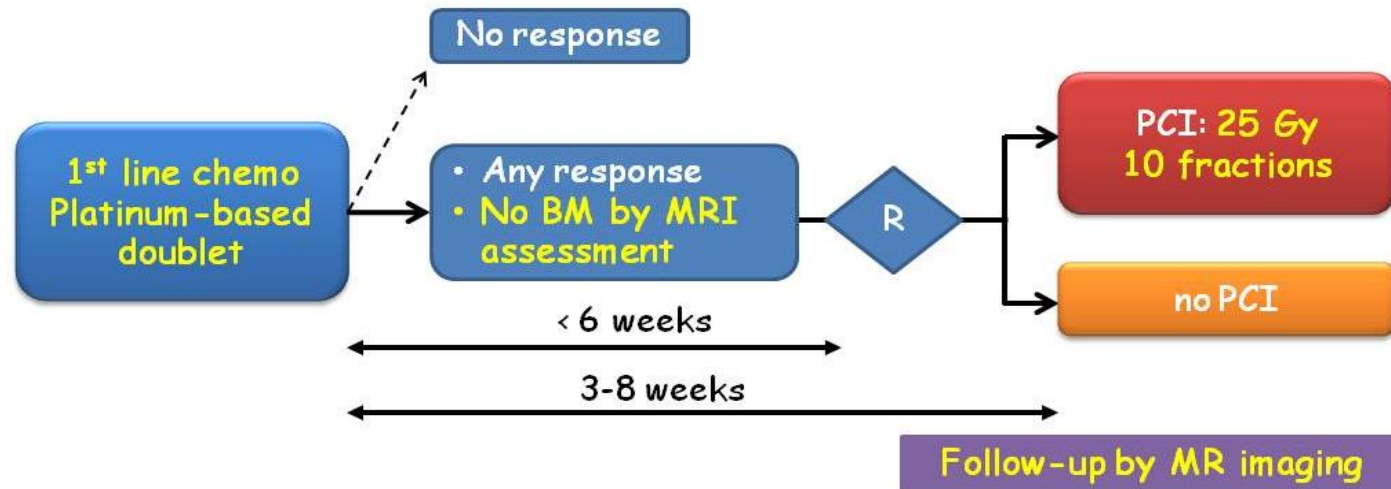 No response
1st line chemo
Platinum-based
doublet
• Any response
• No BM by MRI
assessment
R
PCI: 25 Gy
10 fractions
no PCI
< 6 weeks
3-8 weeks
Follow-up by MR imaging